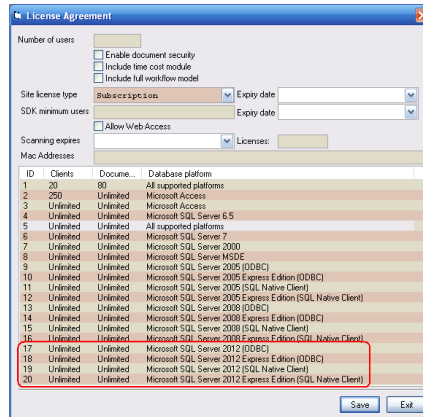 License Agreement
Number of users
Enable document security
Include time cost module
Include full workflow model
Site license type Subscription Expiry date
SDK minimum users Expiry date
Allow Web Access
Scanning expires Licenses:
Mac Addresses
ID Clients Docume... Database platform
1 20 80 All supported platforms
2 250 Unlimited Microsoft Access
3 Unlimited Unlimited Microsoft Access
4 Unlimited Unlimited Microsoft SQL Server 6.5
5 Unlimited Unlimited All supported platforms
6 Unlimited Unlimited Microsoft SQL Server 7
7 Unlimited Unlimited Microsoft SQL Server 2000
8 Unlimited Unlimited Microsoft SQL Server MSDE
9 Unlimited Unlimited Microsoft SQL Server 2005 (ODBC)
10 Unlimited Unlimited Microsoft SQL Server 2005 Express Edition (ODBC)
11 Unlimited Unlimited Microsoft SQL Server 2005 (SQL Native Client)
12 Unlimited Unlimited Microsoft SQL Server 2005 Express Edition (SQL Native Client)
13 Unlimited Unlimited Microsoft SQL Server 2008 (ODBC)
14 Unlimited Unlimited Microsoft SQL Server 2008 Express Edition (ODBC)
15 Unlimited Unlimited Microsoft SQL Server 2008 (SQL Native Client)
16 Unlimited Unlimited Microsoft SQL Server 2008 Express Edition (SQL Native Client)
17 Unlimited Unlimited Microsoft SQL Server 2012 (ODBC)
18 Unlimited Unlimited Microsoft SQL Server 2012 Express Edition (ODBC)
19 Unlimited Unlimited Microsoft SQL Server 2012 (SQL Native Client)
20 Unlimited Unlimited Microsoft SQL Server 2012 Express Edition (SQL Native Client)
Save Exit